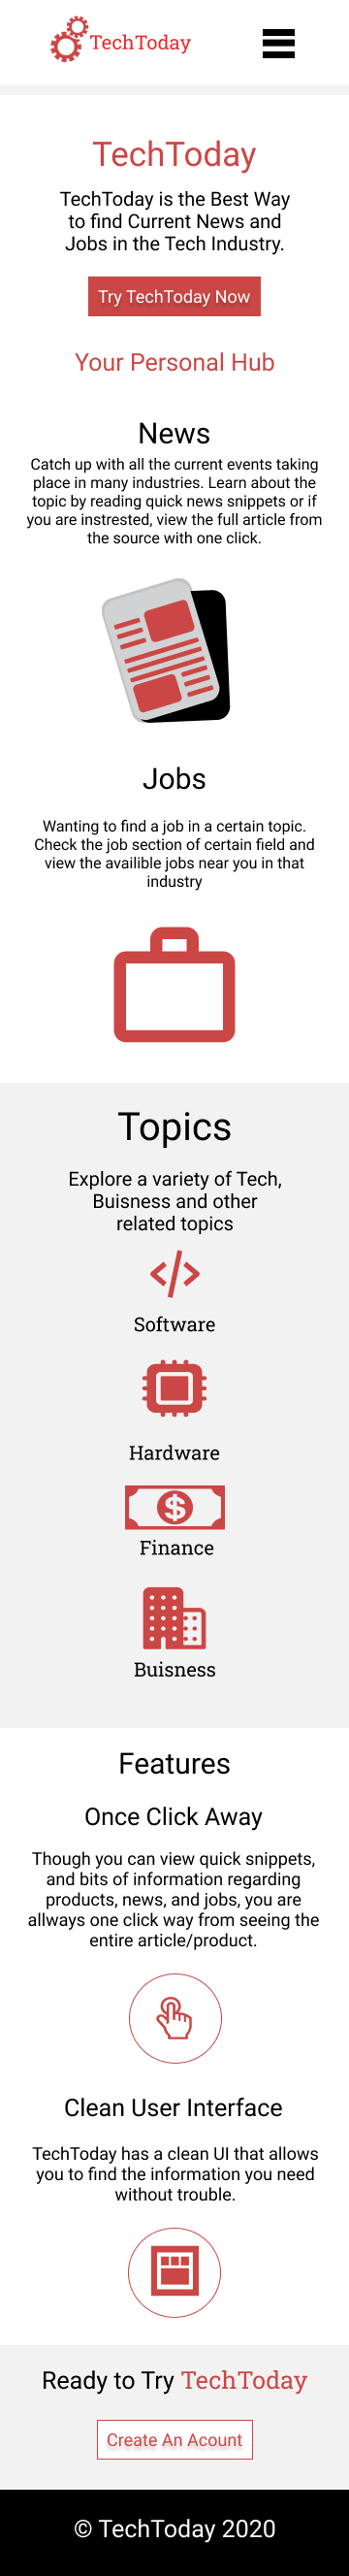 TechToday
TechToday
TechToday is the Best Way
to find Current News and
Jobs in the Tech Industry.
Try TechToday Now
Your Personal Hub
News
Catch up with all the current events taking
place in many industries. Learn about the
topic by reading quick news snippets or if
you are instrested, view the full article from
the source with one click.
Jobs
Wanting to find a job in a certain topic.
Check the job section of certain field and
view the availible jobs near you in that
industry
Topics
Explore a variety of Tech,
Buisness and other
related topics
Software
Hardware
$
Finance
Buisness
Features
Once Click Away
Though you can view quick snippets,
and bits of information regarding
products, news, and jobs, you are
allways one click way from seeing the
entire article/product.
Clean User Interface
TechToday has a clean UI that allows
you to find the information you need
without trouble.
Ready to Try TechToday
Create An Acount
© TechToday 2020